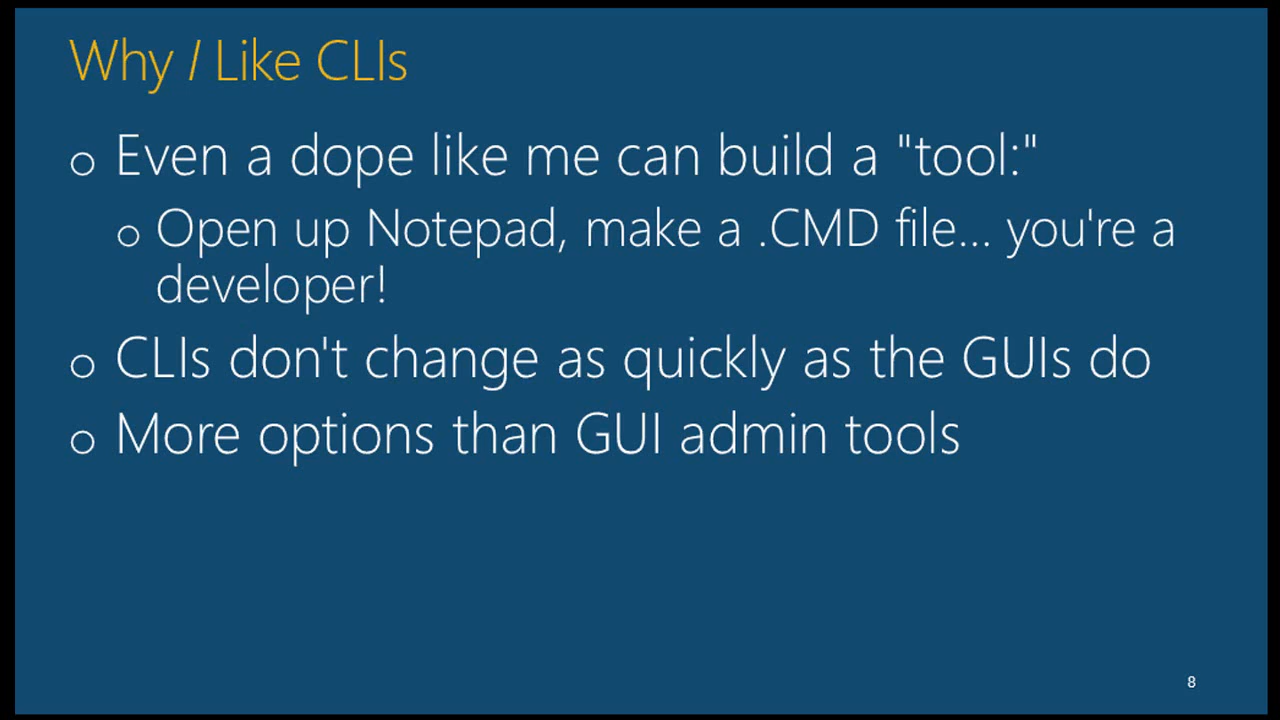 Why I Like CLIs
o Even a dope like me can build a "tool:"
o Open up Notepad, make a .CMD file... you're a
developer!
o CLIs don't change as quickly as the GUIs do
o More options than GUI admin tools
8